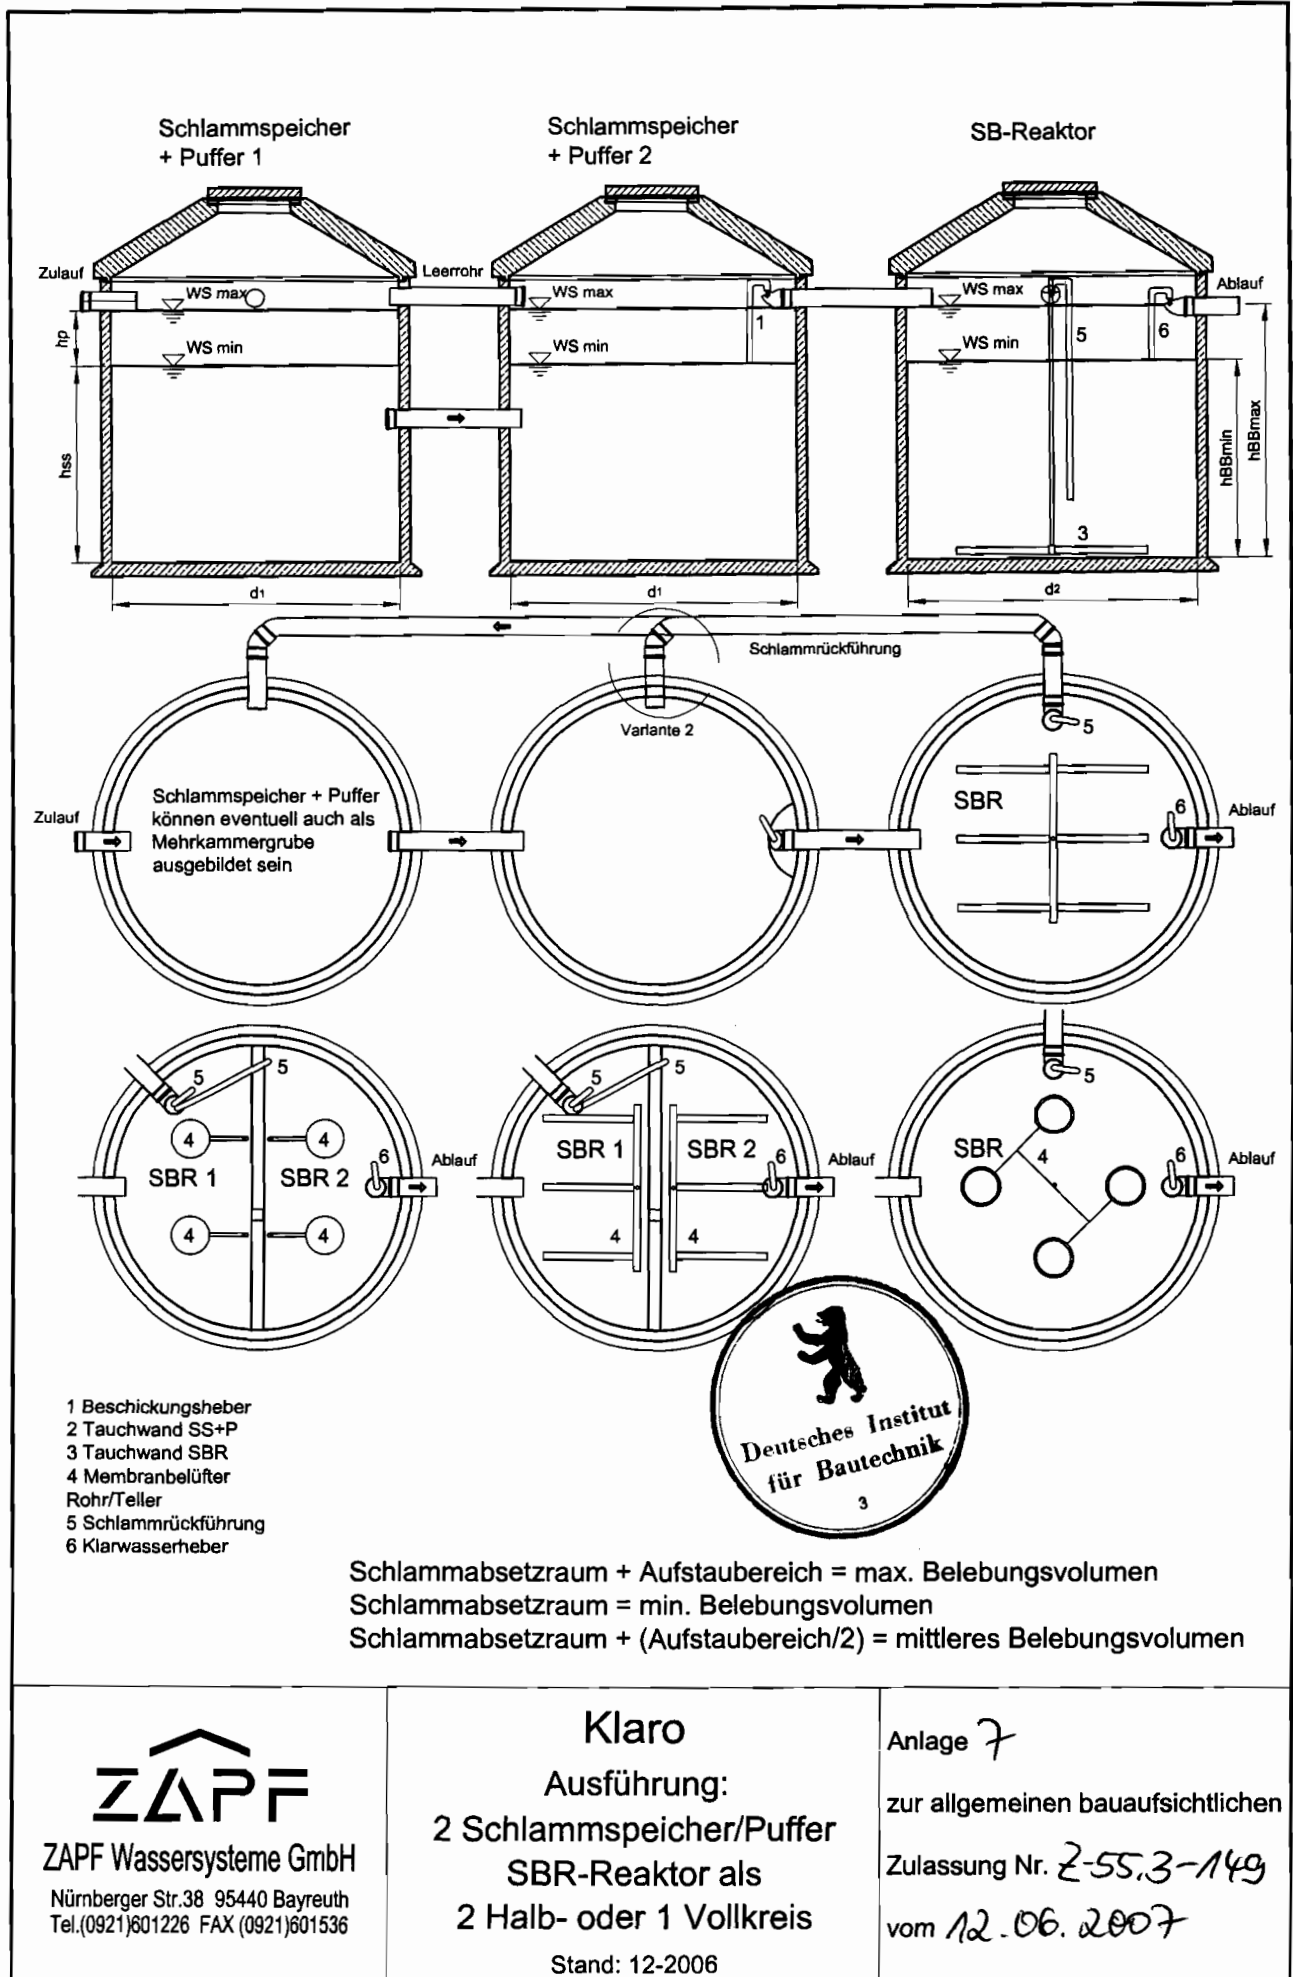 Schlammspeicher
+ Puffer 1
Schlammspeicher
+ Puffer 2
SB-Reaktor
Zulauf
WS max
Leerrohr
WS max
WS max
Ablauf
hp
WS min
WS min
1
WS min
5
6
hss
hBBmin
hBBmax
3
d1
d1
d2
Schlammrückführung
Variante 2
5
Zulauf
Schlammspeicher + Puffer
können eventuell auch als
Mehrkammergrube
ausgebildet sein
SBR
6
Ablauf
5
5
4
4
SBR 1
SBR 2
6
Ablauf
4
4
5
5
SBR 1
SBR 2
6
Ablauf
4
4
5
SBR
4
6
Ablauf
1 Beschickungsheber
2 Tauchwand SS+P
3 Tauchwand SBR
4 Membranbelüfter
Rohr/Teller
5 Schlammrückführung
6 Klarwasserheber
Deutsches Institut
für Bautechnik
3
Schlammabsetzraum + Aufstaubereich = max. Belebungsvolumen
Schlammabsetzraum = min. Belebungsvolumen
Schlammabsetzraum + (Aufstaubereich/2) = mittleres Belebungsvolumen
ZAPF
ZAPF Wassersysteme GmbH
Nürnberger Str.38 95440 Bayreuth
Tel.(0921)601226 FAX (0921)601536
Klaro
Ausführung:
2 Schlammspeicher/Puffer
SBR-Reaktor als
2 Halb- oder 1 Vollkreis
Stand: 12-2006
Anlage 7
zur allgemeinen bauaufsichtlichen
Zulassung Nr. Z-55.3-149
vom 12.06.2007